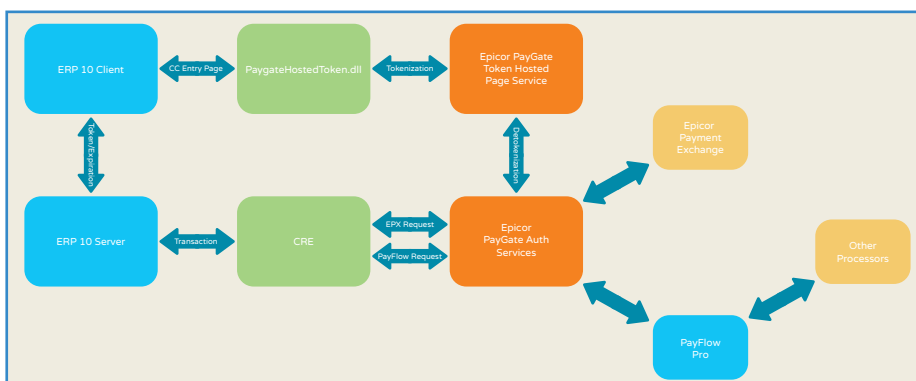 ERP 10 Client
CC Entry Page
PaygateHostedToken.dll
Tokenization
Epicor PayGate
Token Hosted
Page Service
Token/Expiration
Detokenization
Epicor
Payment
Exchange
ERP 10 Server
Transaction
CRE
EPX Request
PayFlow Request
Epicor
PayGate Auth
Services
Other
Processors
PayFlow
Pro